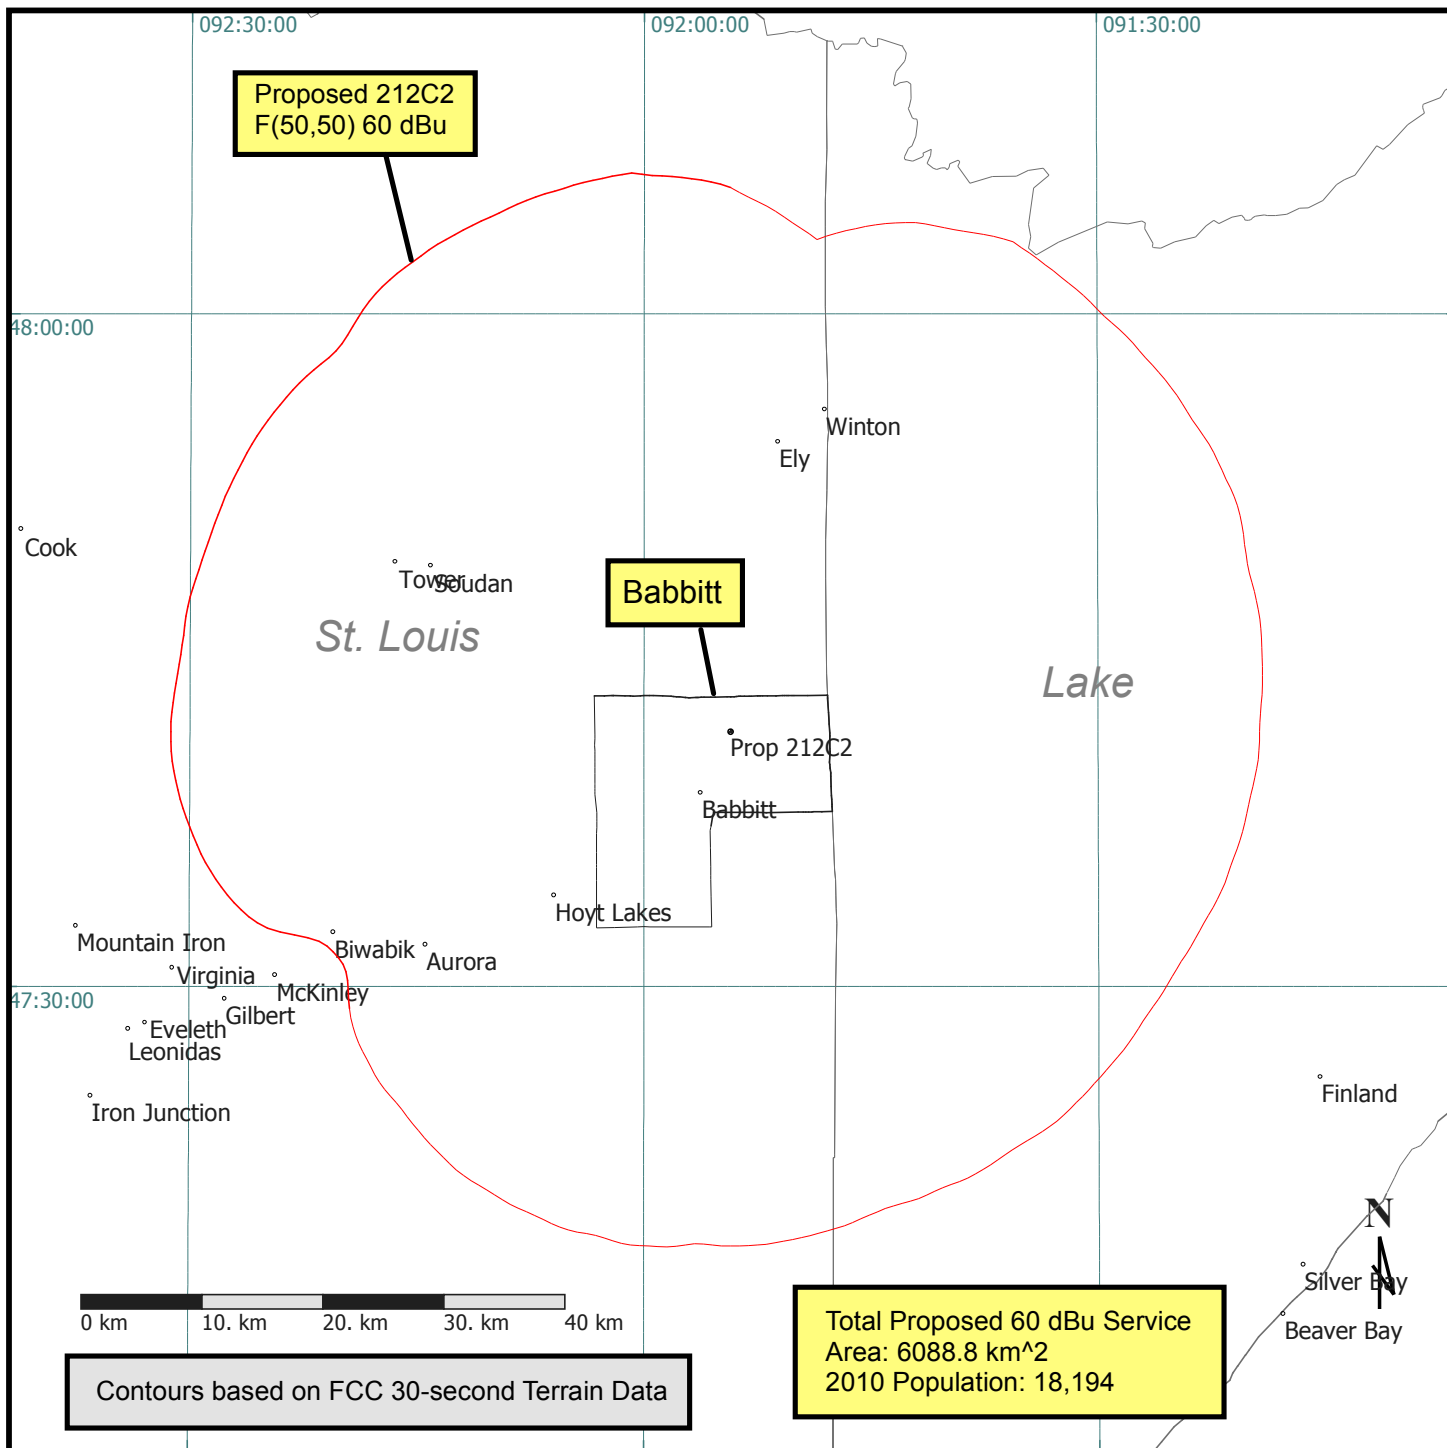 092:30:00
092:00:00
091:30:00
Proposed 212C2
F(50,50) 60 dBu
48:00:00
Winton
Ely
Cook
Tower
Soudan
Babbitt
St. Louis
Lake
Prop 212C2
Babbitt
Hoyt Lakes
Mountain Iron
Biwabik
Aurora
Virginia
McKinley
47:30:00
Gilbert
Eveleth
Leonidas
Iron Junction
Finland
N
Silver Bay
Beaver Bay
0 km
10. km
20. km
30. km
40 km
Total Proposed 60 dBu Service
Area: 6088.8 km^2
2010 Population: 18,194
Contours based on FCC 30-second Terrain Data